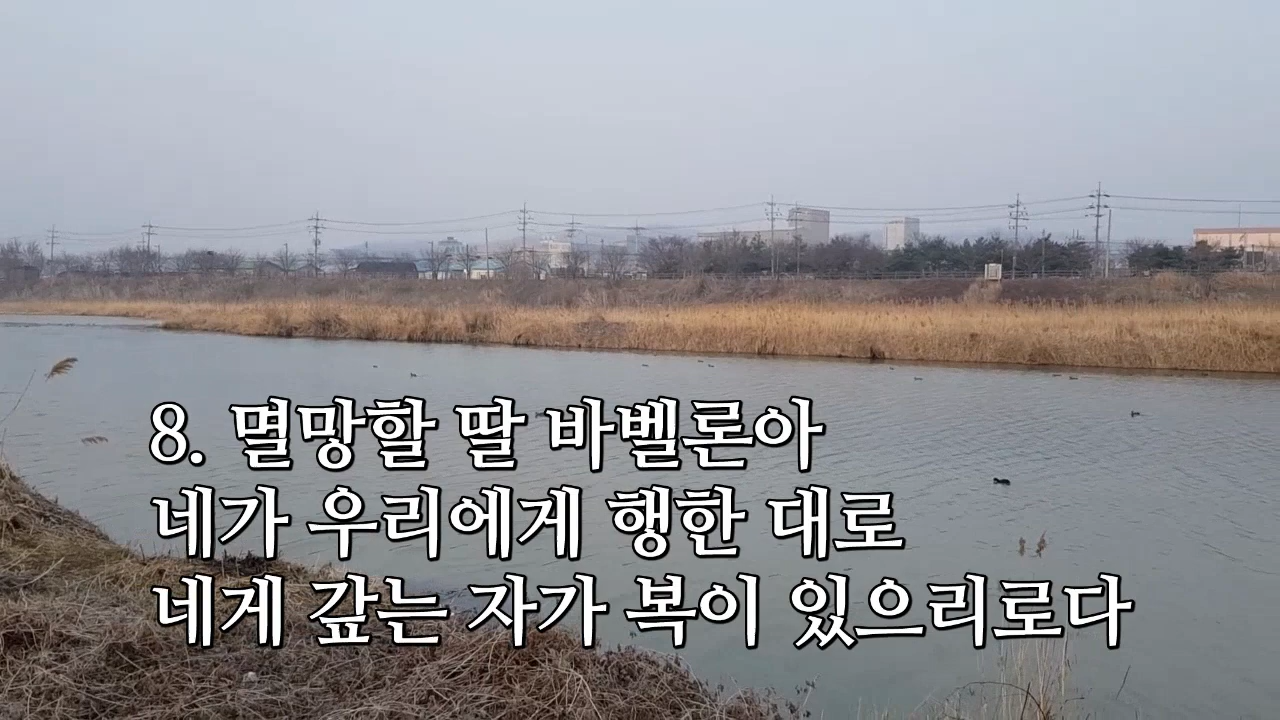 8. 멸망할 딸 바벨론아
네가 우리에게 행한 대로
네게 갚는 자가 복이 있으리로다